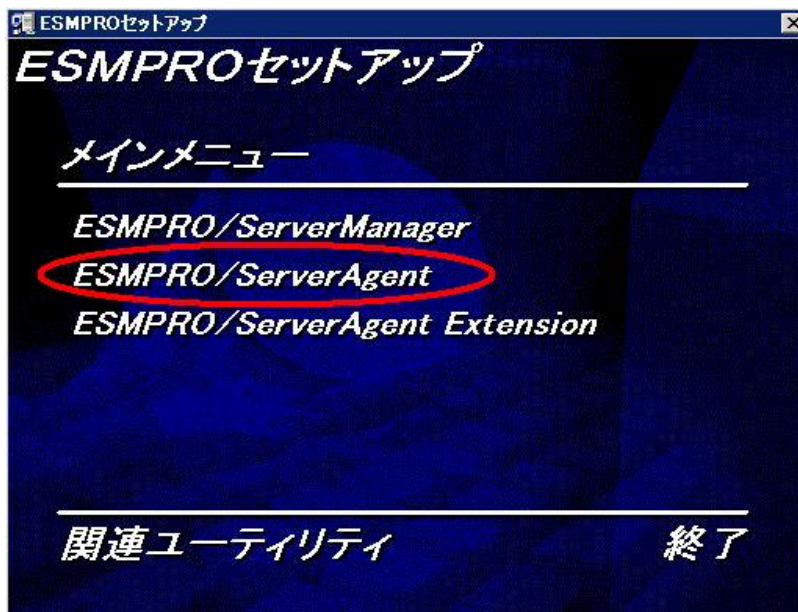 ESMPROセットアップ
ESMPROセットアップ
メインメニュー
ESMPRO/ServerManager
ESMPRO/ServerAgent
ESMPRO/ServerAgent Extension
関連ユーティリティ 終了